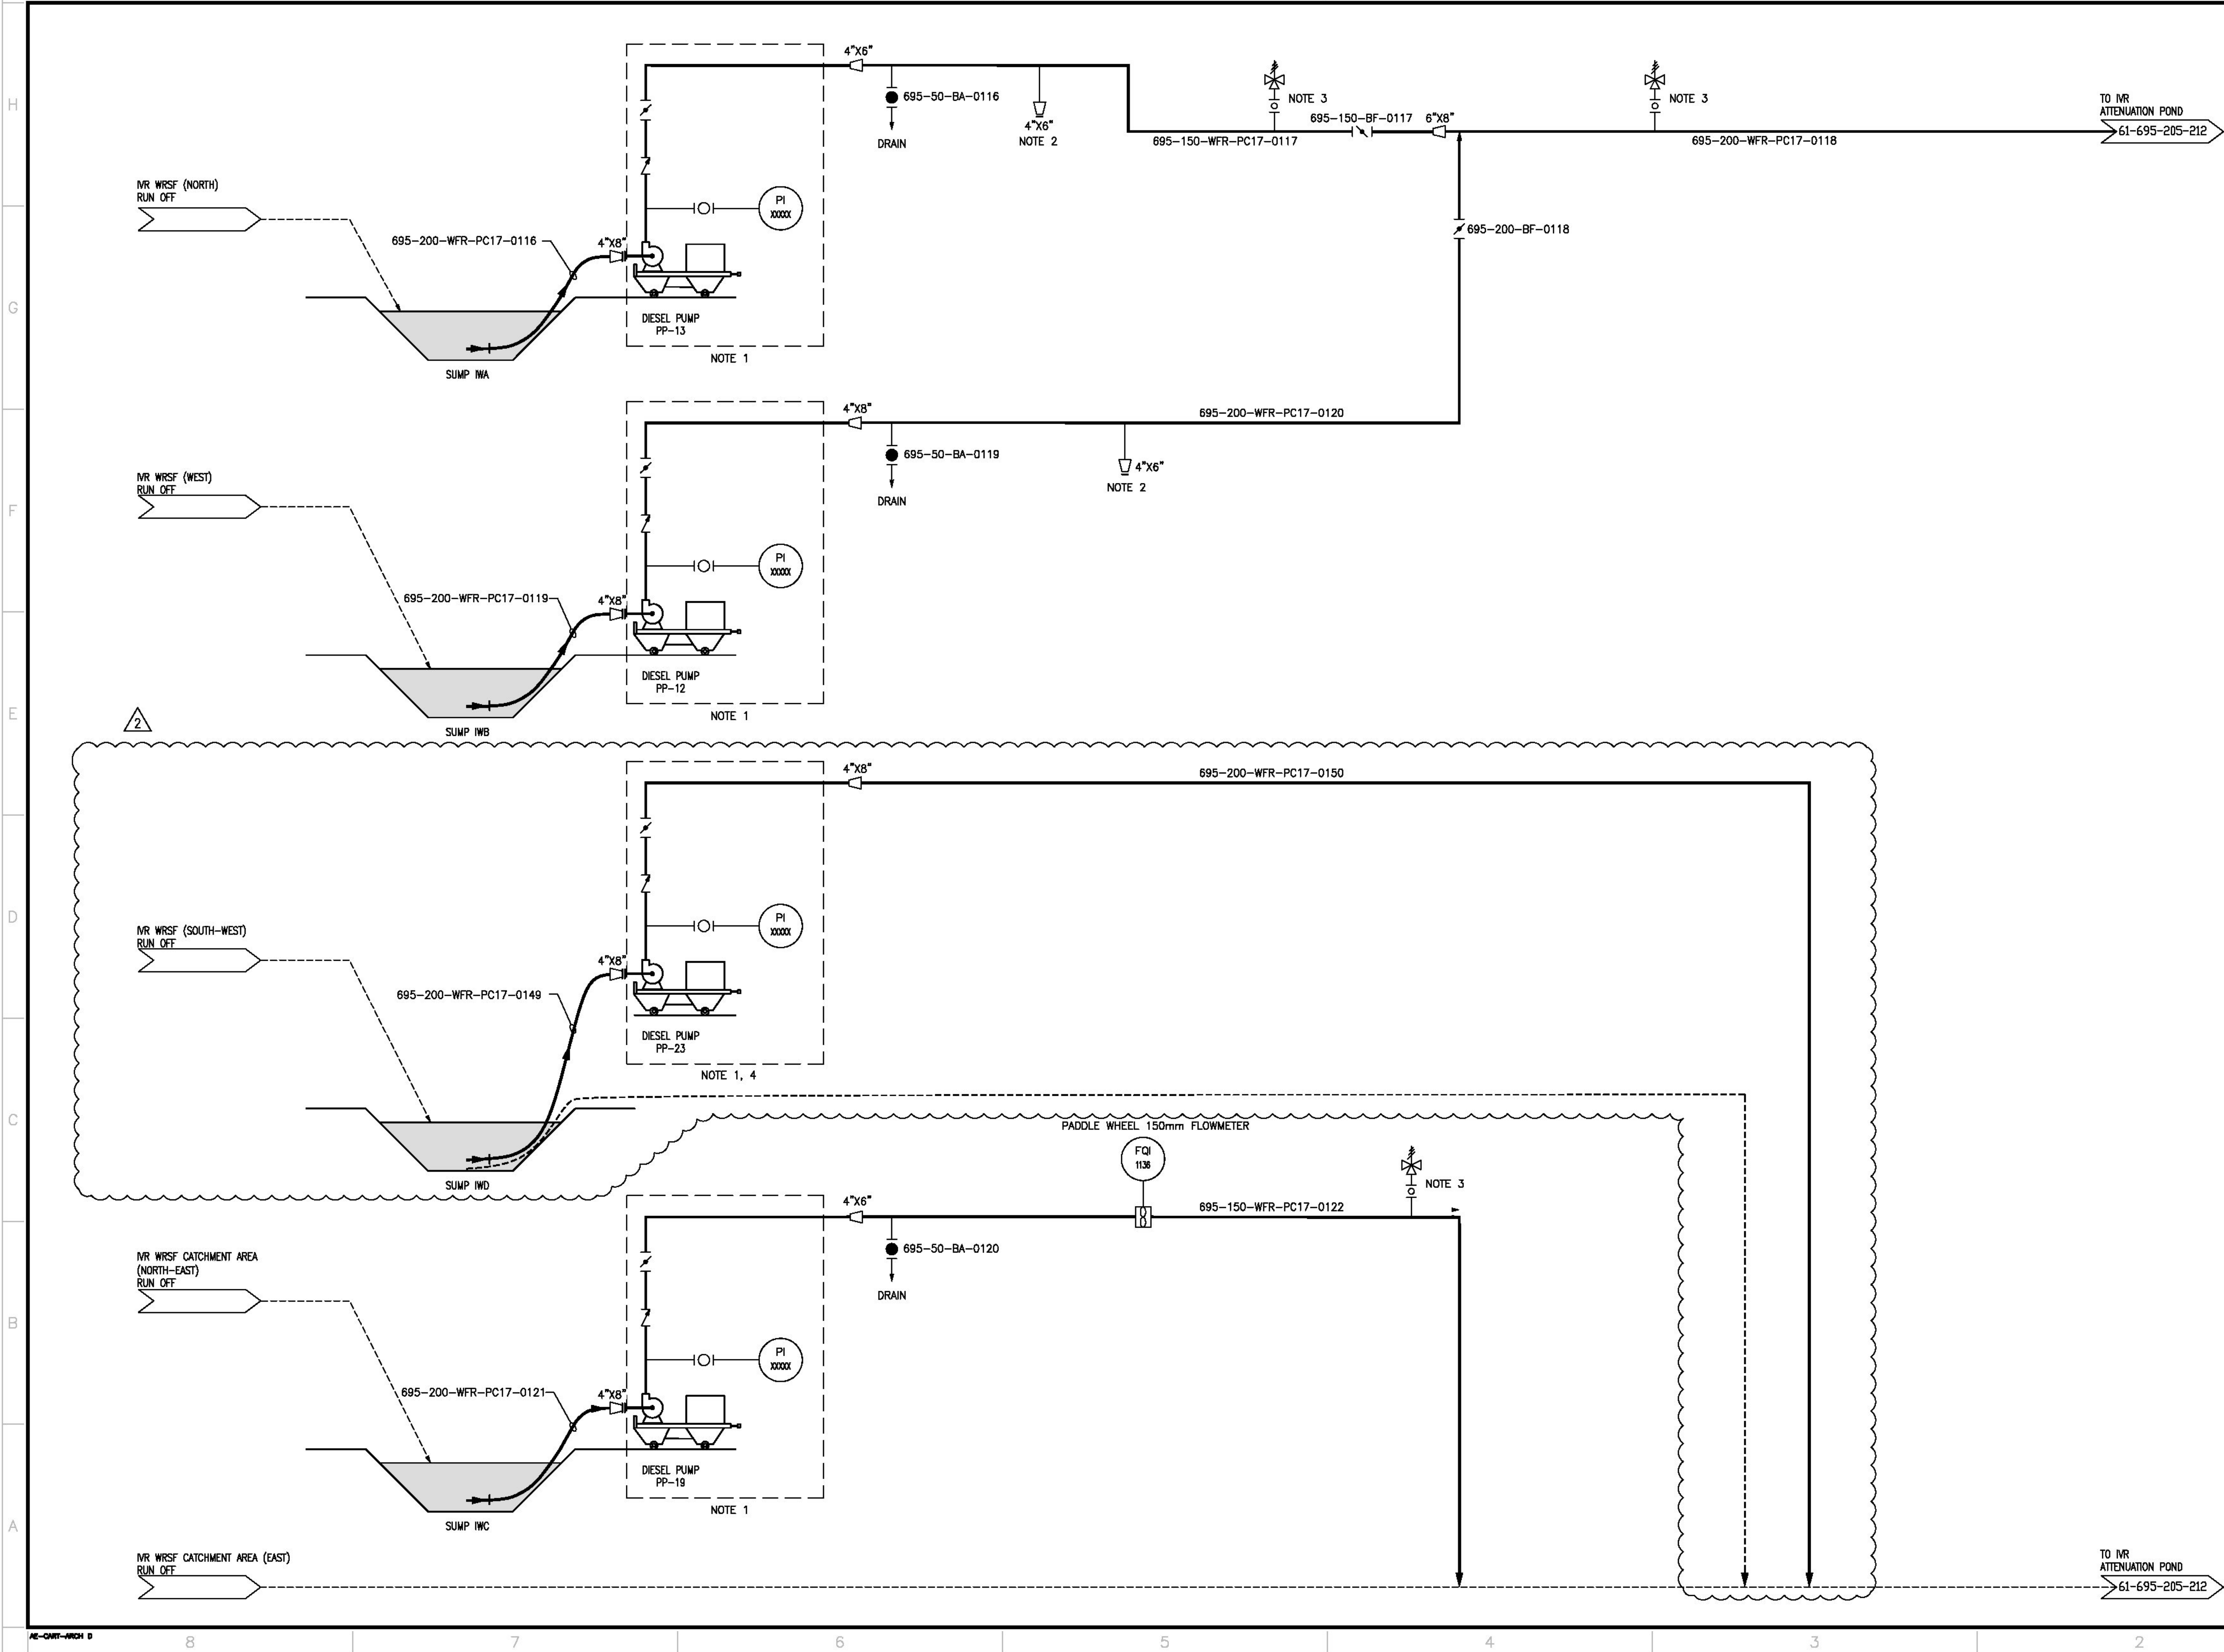 4"X6"
695-50-BA-0116
DRAIN
4"X6"
NOTE 2
NOTE 3
695-150-BF-0117
6"X8"
695-150-WFR-PC17-0117
NOTE 3
695-200-WFR-PC17-0118
TO IVR
ATTENUATION POND
61-695-205-212
H
IVR WRSF (NORTH)
RUN OFF
PI
XXXXX
695-200-WFR-PC17-0116
4"X8"
695-200-BF-0118
G
DIESEL PUMP
PP-13
NOTE 1
SUMP IWA
4"X8"
695-200-WFR-PC17-0120
695-50-BA-0119
DRAIN
4"X6"
NOTE 2
IVR WRSF (WEST)
RUN OFF
F
PI
XXXXX
695-200-WFR-PC17-0119
4"X8"
DIESEL PUMP
PP-12
NOTE 1
E
2
SUMP IWB
4"X8"
695-200-WFR-PC17-0150
D
IVR WRSF (SOUTH-WEST)
RUN OFF
PI
XXXXX
4"X8"
695-200-WFR-PC17-0149
DIESEL PUMP
PP-23
NOTE 1, 4
C
PADDLE WHEEL 150mm FLOWMETER
FQI
1136
SUMP IWD
NOTE 3
4"X6"
695-150-WFR-PC17-0122
695-50-BA-0120
DRAIN
IVR WRSF CATCHMENT AREA
(NORTH-EAST)
RUN OFF
B
PI
XXXXX
695-200-WFR-PC17-0121
4"X8"
DIESEL PUMP
PP-19
NOTE 1
SUMP IWC
A
IVR WRSF CATCHMENT AREA (EAST)
RUN OFF
TO IVR
ATTENUATION POND
61-695-205-212
AE-CART-ARCH D
8
7
6
5
4
3
2